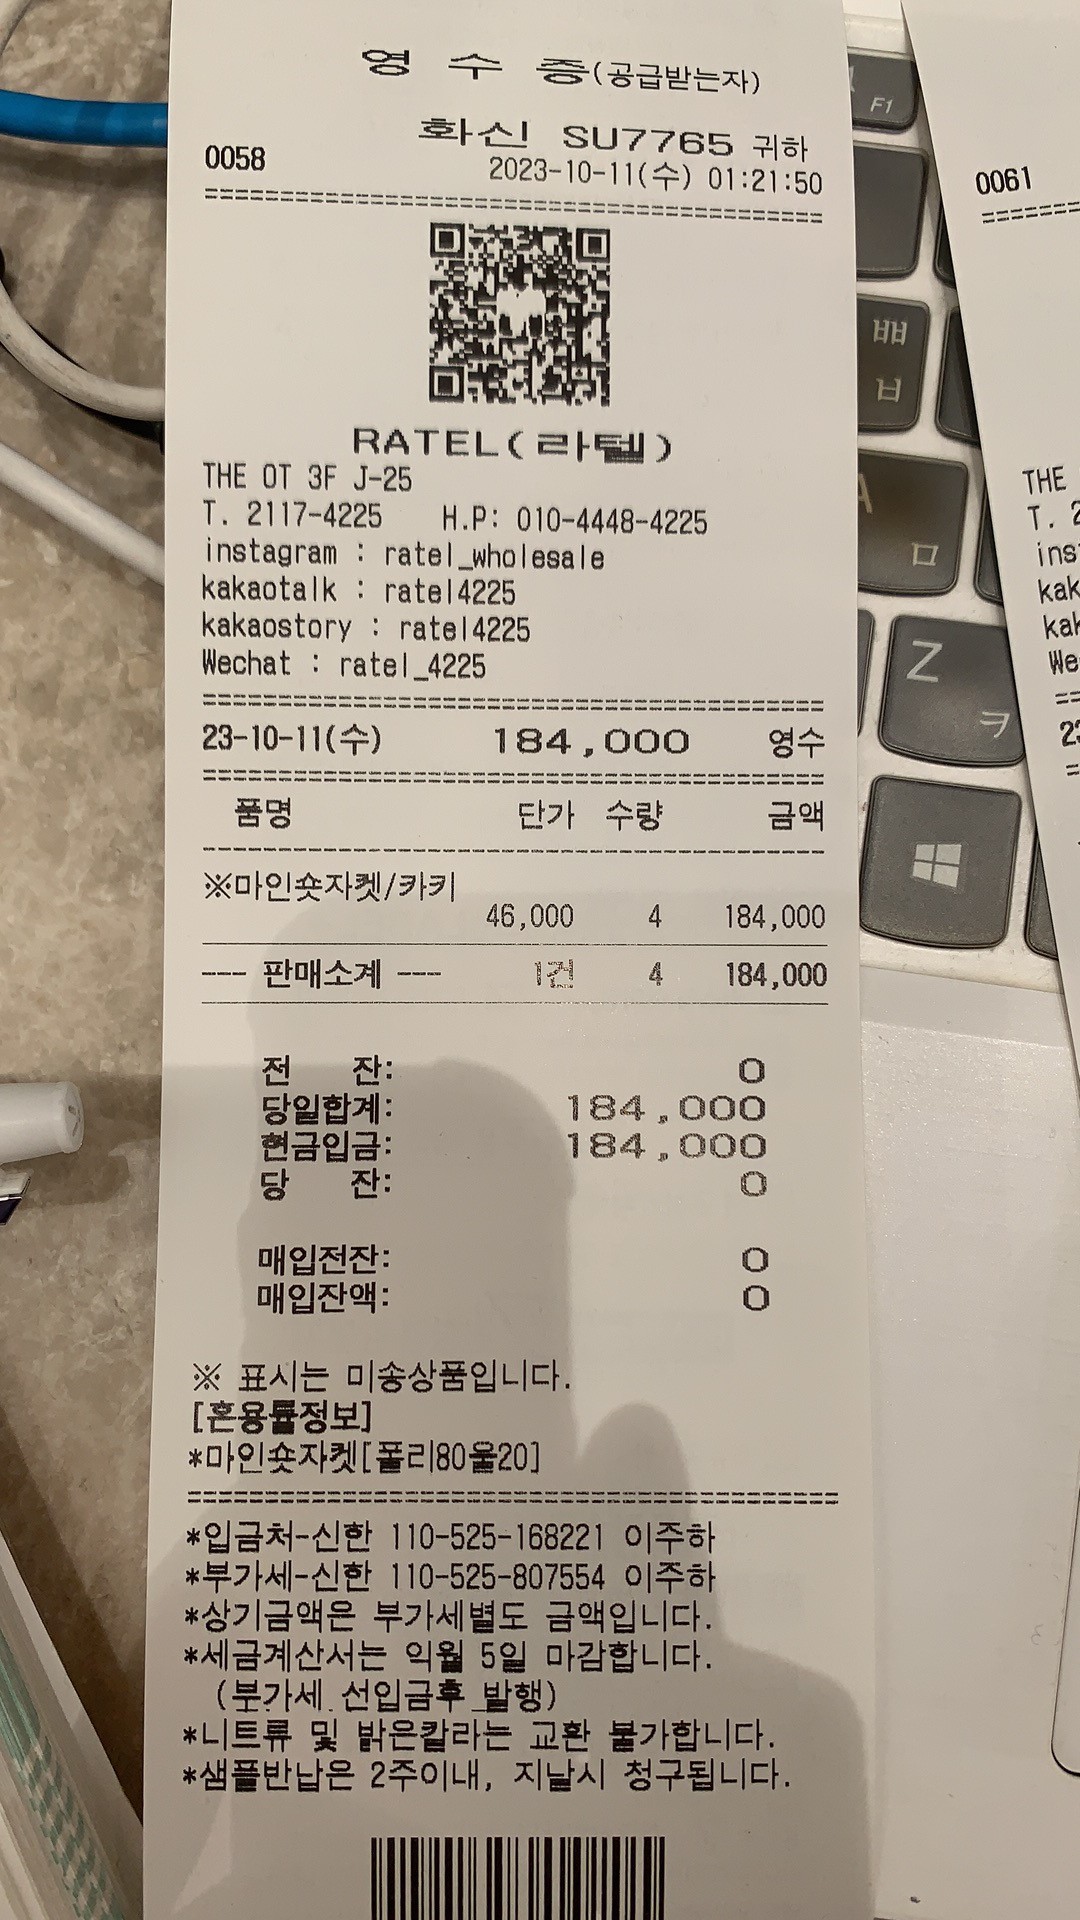 영 수 증(공급받는자)
화신 SU7765 귀하
0058
2023-10-11(수) 01:21:50
RATEL(라텔)
THE OT 3F J-25
T. 2117-4225 H.P: 010-4448-4225
instagram : ratel_wholesale
kakaotalk : ratel4225
kakaostory : ratel4225
Wechat : ratel_4225
23-10-11(수) 184,000 영수
품명 단가 수량 금액
※마인숏자켓/카키
46,000 4 184,000
--- 판매소계 --- 1건 4 184,000
전 잔: 0
당일합계: 184,000
현금입금: 184,000
당 잔: 0
매입전잔: 0
매입잔액: 0
※ 표시는 미송상품입니다.
[혼용률정보]
*마인숏자켓[폴리80울20]
*입금처-신한 110-525-168221 이주하
*부가세-신한 110-525-807554 이주하
*상기금액은 부가세별도 금액입니다.
*세금계산서는 익월 5일 마감합니다.
(부가세 선입금후 발행)
*니트류 및 밝은칼라는 교환 불가합니다.
*샘플반납은 2주이내, 지날시 청구됩니다.
0061
THE
T. 2
ins
kak
kak
We
23
F1
ㅃ
ㅂ
A
ㅁ
Z
ㅋ